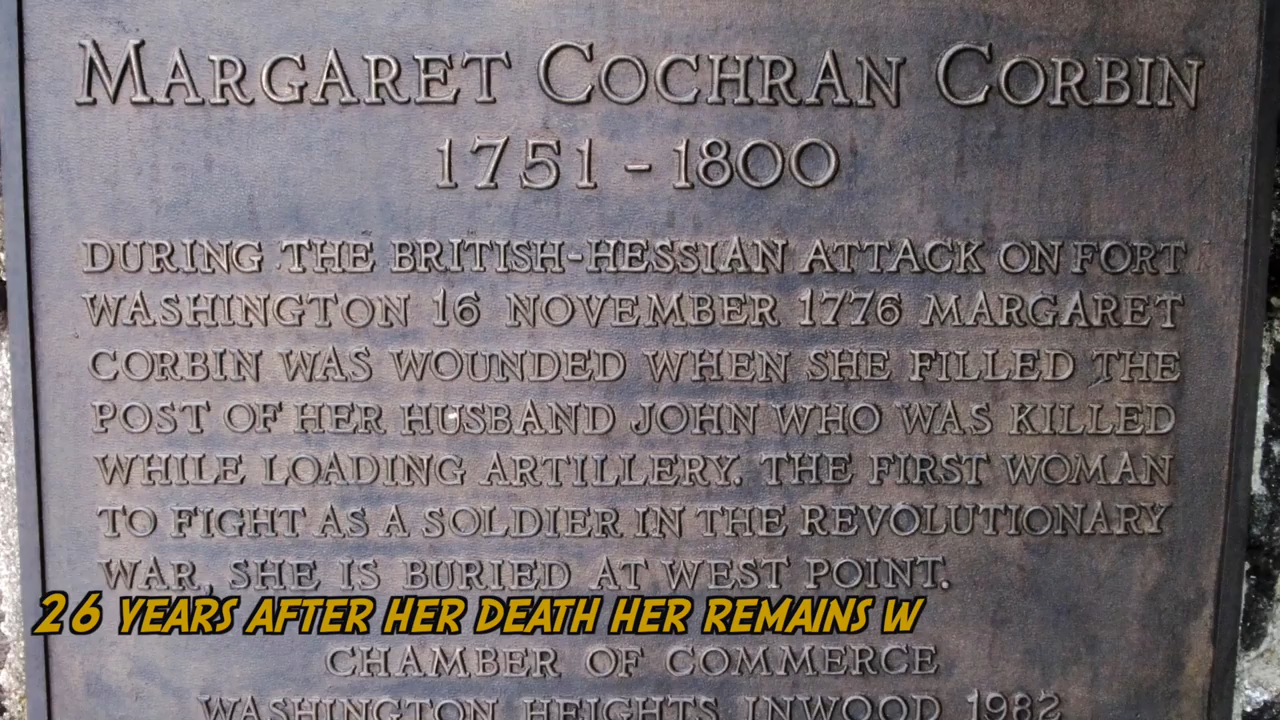 MARGARET COCHRAN CORBIN
1751 - 1800
DURING THE BRITISH-HESSIAN ATTACK ON FORT
WASHINGTON 16 NOVEMBER 1776 MARGARET
CORBIN WAS WOUNDED WHEN SHE FILLED THE
POST OF HER HUSBAND JOHN WHO WAS KILLED
WHILE LOADING ARTILLERY. THE FIRST WOMAN
TO FIGHT AS A SOLDIER IN THE REVOLUTIONARY
WAR, SHE IS BURIED AT WEST POINT.
26 YEARS AFTER HER DEATH HER REMAINS W
CHAMBER OF COMMERCE
WASHINGTON HEIGHTS INWOOD 1982